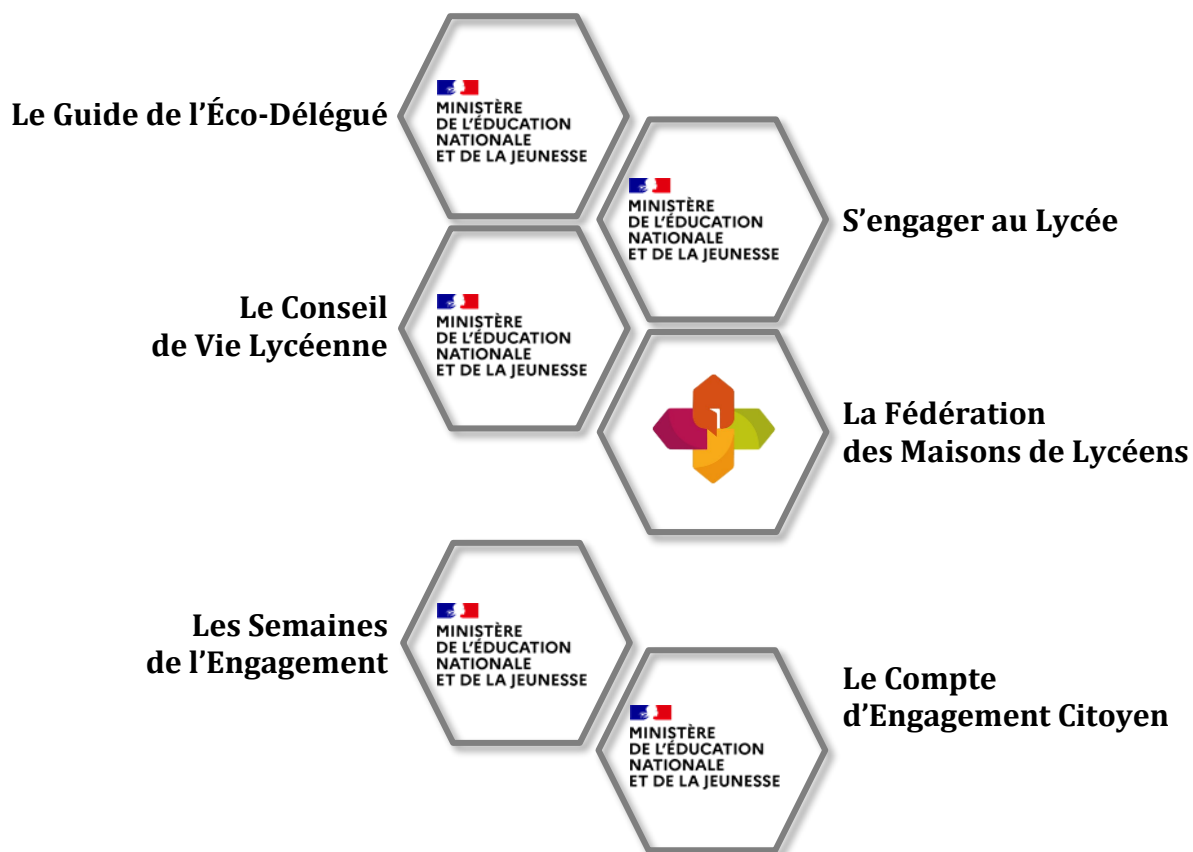 Le Guide de l’Éco-Délégué
MINISTÈRE
DE L’ÉDUCATION
NATIONALE
ET DE LA JEUNESSE
MINISTÈRE
DE L’ÉDUCATION
NATIONALE
ET DE LA JEUNESSE
S’engager au Lycée
Le Conseil
de Vie Lycéenne
MINISTÈRE
DE L’ÉDUCATION
NATIONALE
ET DE LA JEUNESSE
La Fédération
des Maisons de Lycéens
Les Semaines
de l’Engagement
MINISTÈRE
DE L’ÉDUCATION
NATIONALE
ET DE LA JEUNESSE
Le Compte
d’Engagement Citoyen
MINISTÈRE
DE L’ÉDUCATION
NATIONALE
ET DE LA JEUNESSE